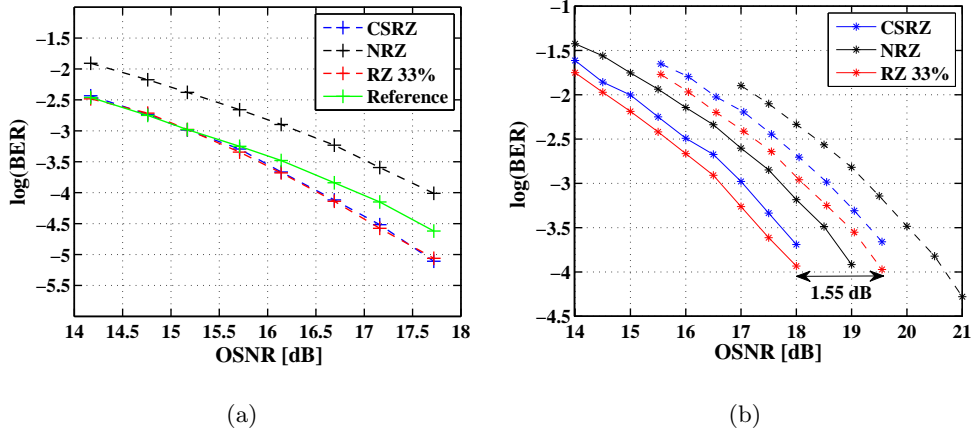 CSRZ
NRZ
RZ 33%
Reference
log(BER)
−1.5
−2
−2.5
−3
−3.5
−4
−4.5
−5
−5.5
14 14.5 15 15.5 16 16.5 17 17.5 18
OSNR [dB]
(a)
CSRZ
NRZ
RZ 33%
log(BER)
−1
−1.5
−2
−2.5
−3
−3.5
−4
−4.5
1.55 dB
14 15 16 17 18 19 20 21
OSNR [dB]
(b)